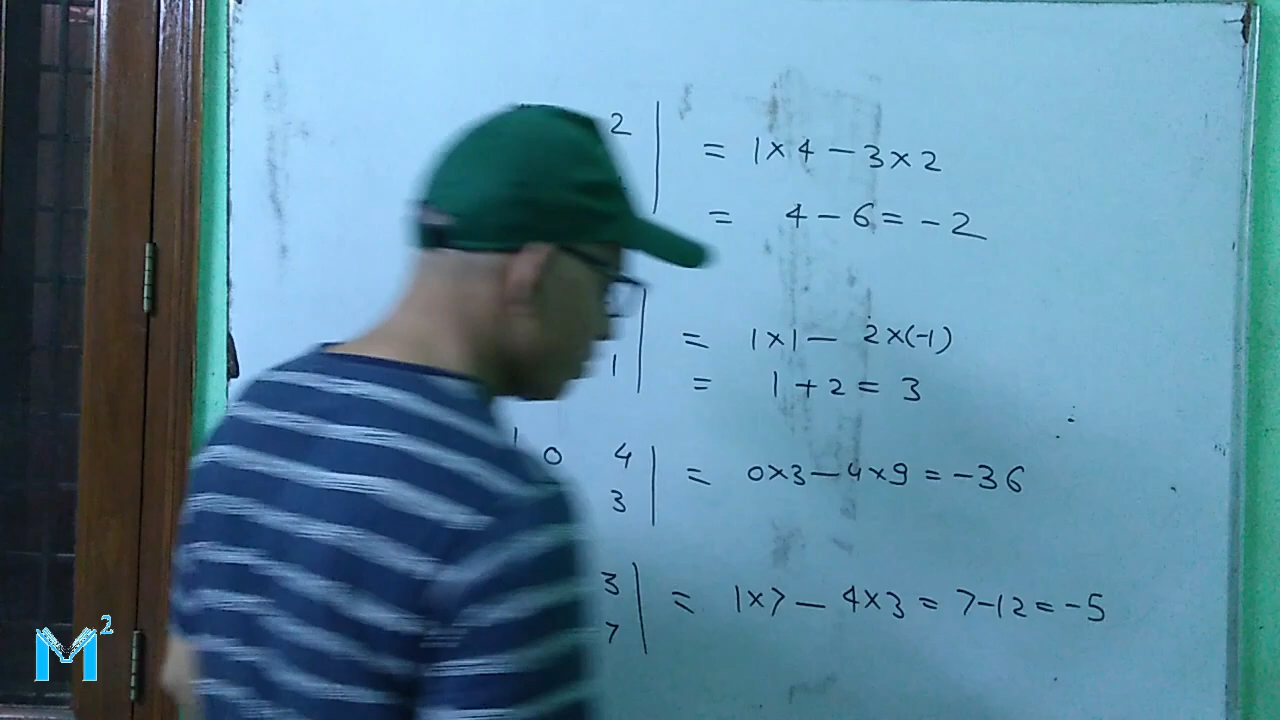 2 | = 1×4 – 3×2
= 4 – 6 = –2
| = 1×1 – 2×(-1)
1 | = 1 + 2 = 3
| 0 4 | = 0×3 – 4×9 = –36
3 |
3 | = 1×7 – 4×3 = 7–12 = –5
7 |
M²